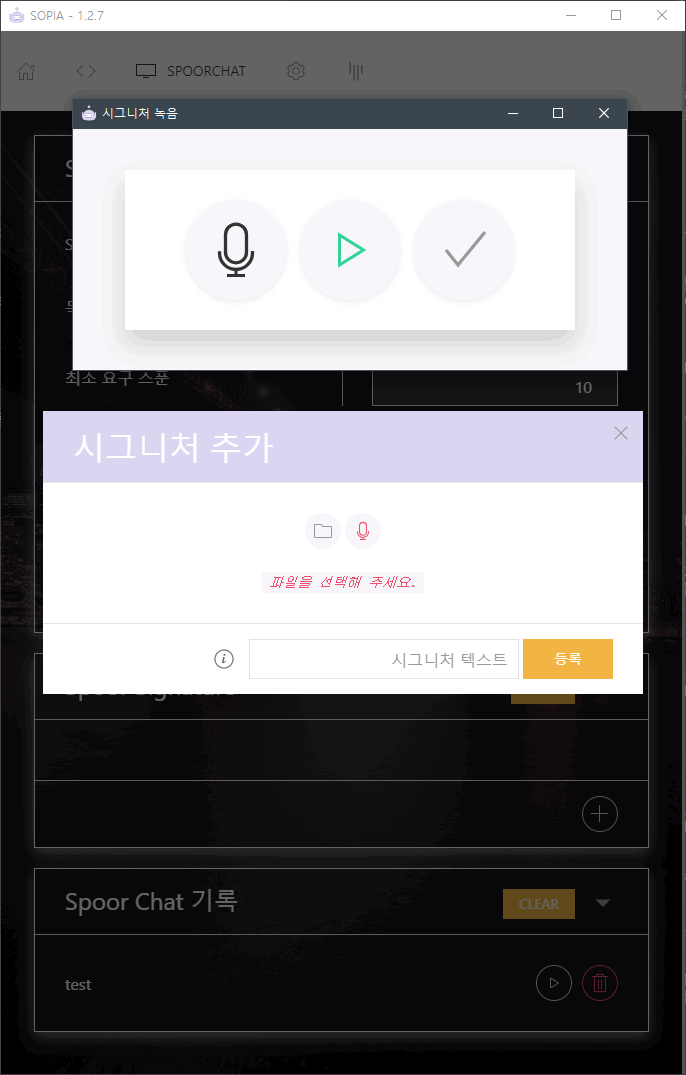 SOPIA - 1.2.7
SPOORCHAT
시그니처 녹음
최소 요구 스푼
10
시그니처 추가
파일을 선택해 주세요.
시그니처 텍스트
등록
Spoor Signature
Spoor Chat 기록
CLEAR
test